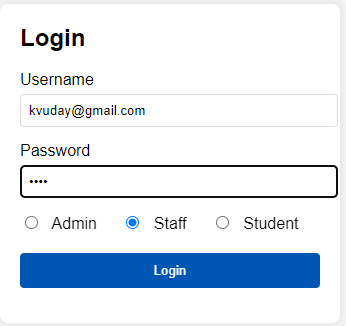 Login
Username
kvuday@gmail.com
Password
••••
Admin Staff Student
Login